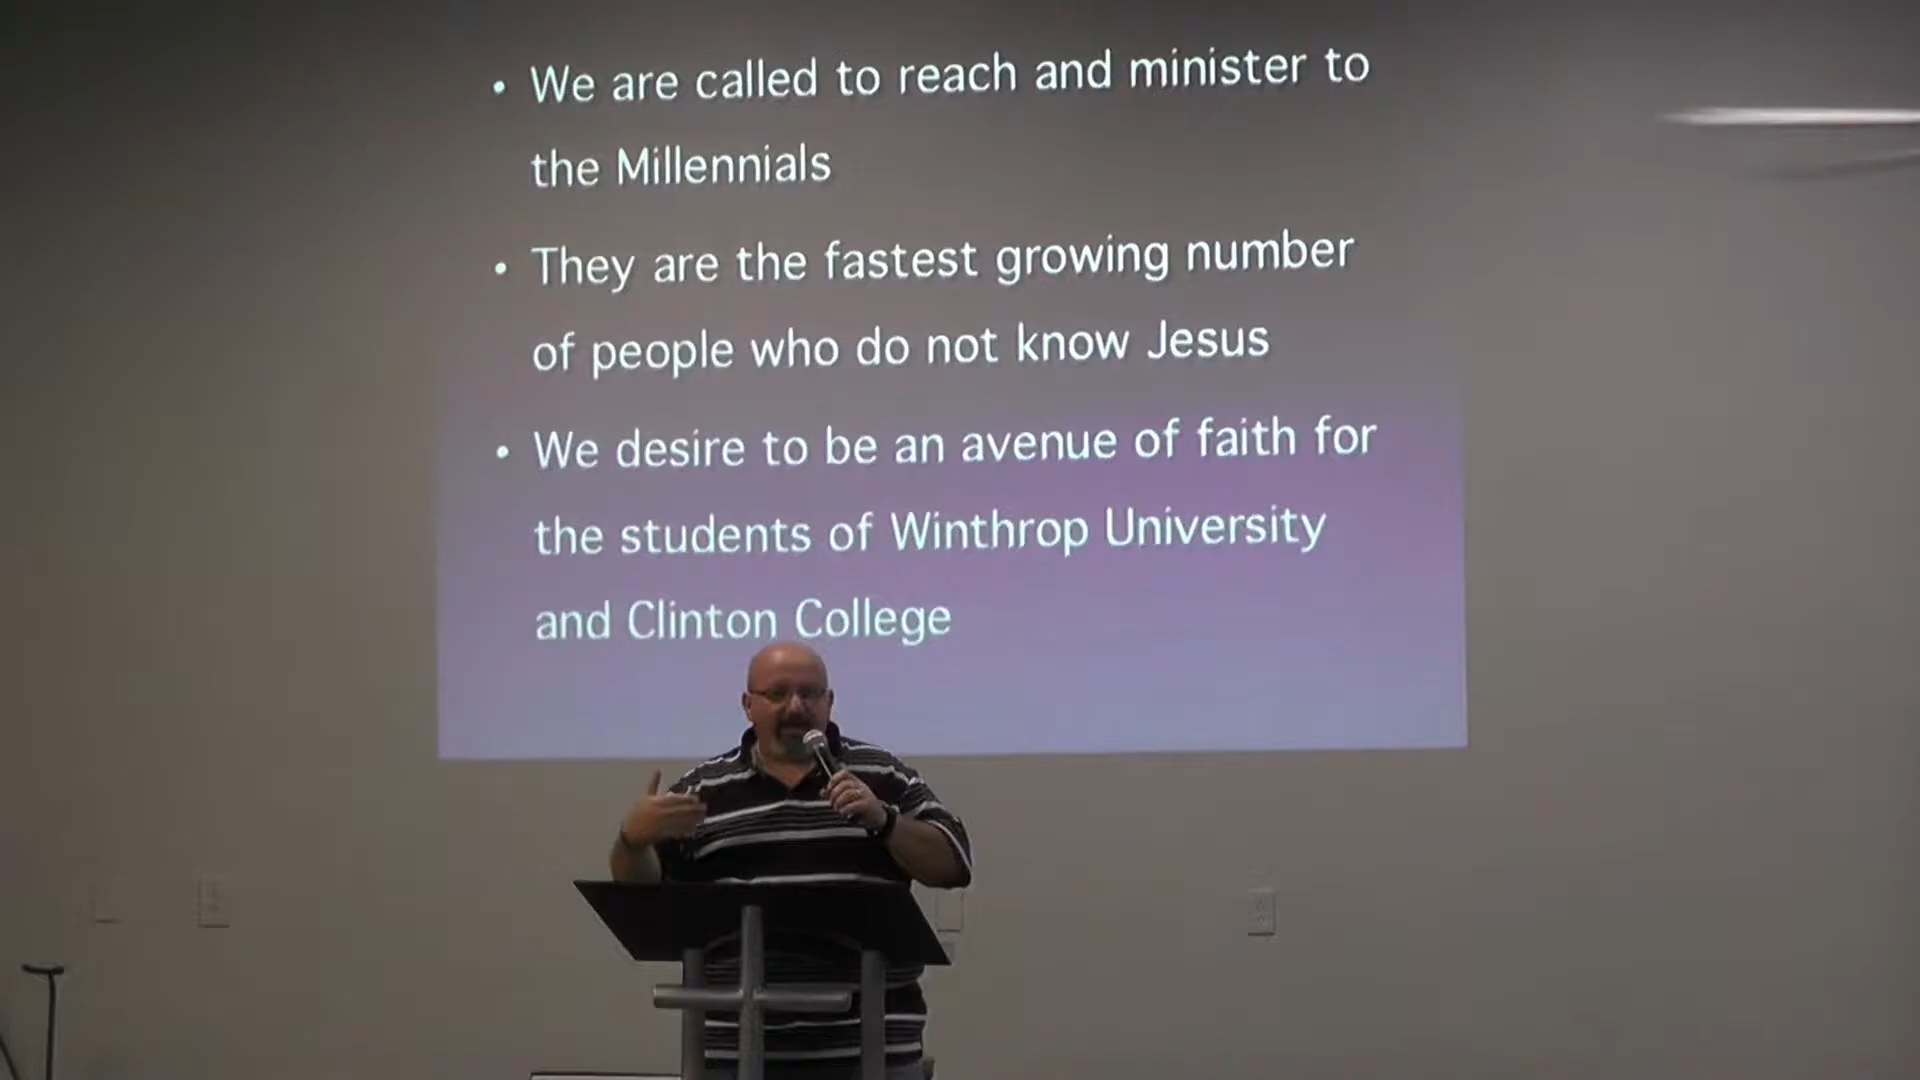 • We are called to reach and minister to
the Millennials
• They are the fastest growing number
of people who do not know Jesus
• We desire to be an avenue of faith for
the students of Winthrop University
and Clinton College